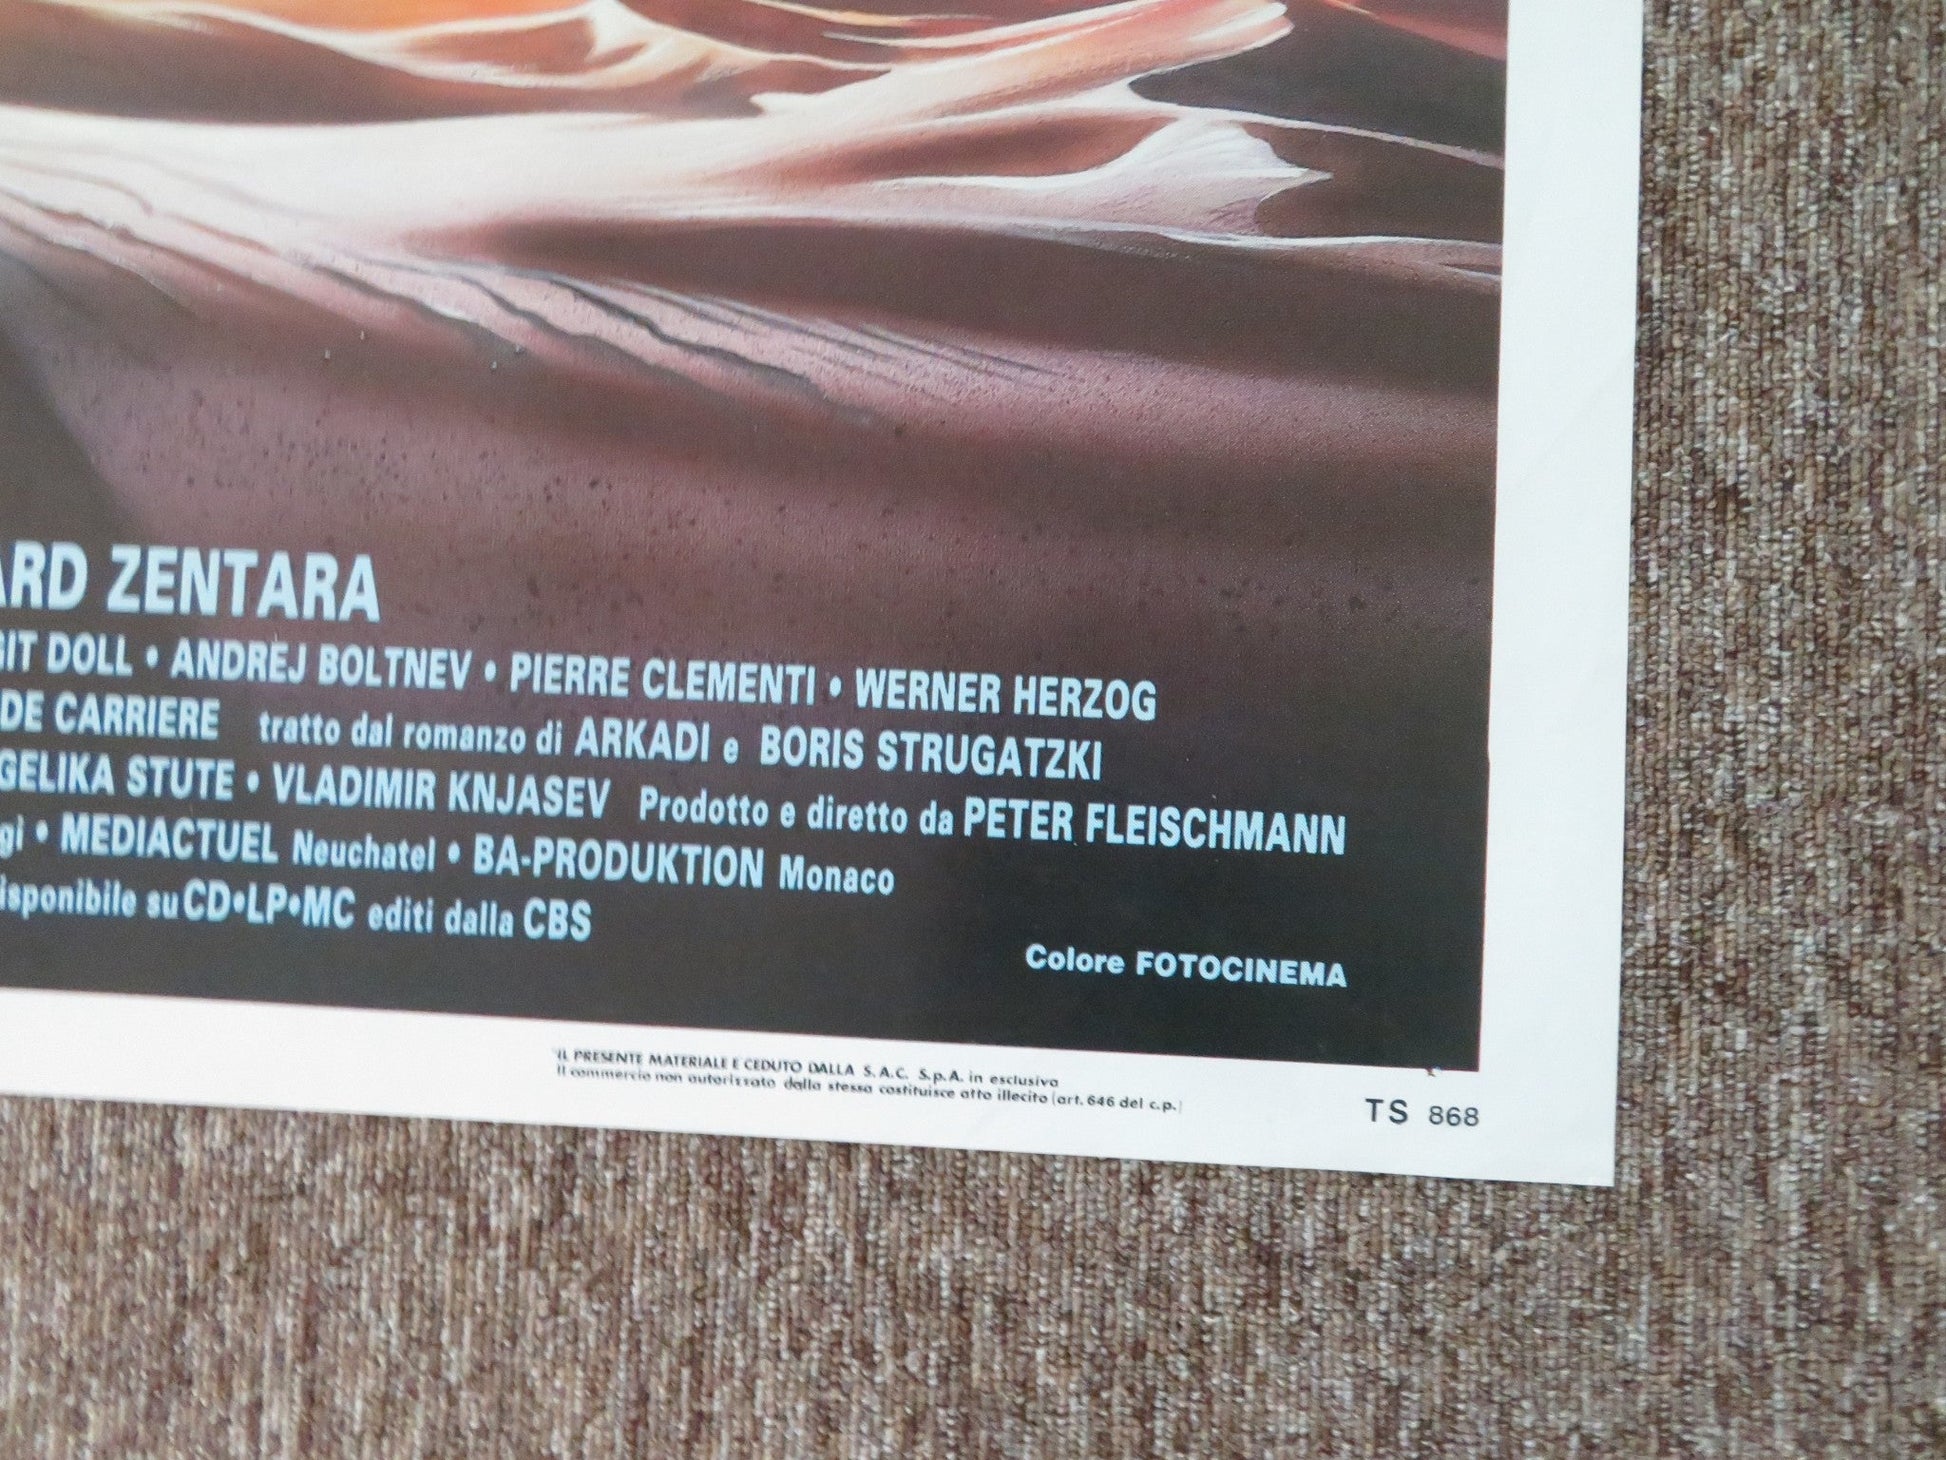 ARD ZENTARA
GIT DOLL • ANDREJ BOLTNEV • PIERRE CLEMENTI • WERNER HERZOG
DE CARRIERE tratto dal romanzo di ARKADI e BORIS STRUGATZKI
GELIKA STUTE • VLADIMIR KNJASEV Prodotto e diretto da PETER FLEISCHMANN
gi • MEDIACTUEL Neuchatel • BA-PRODUKTION Monaco
isponibile su CD•LP•MC editi dalla CBS
Colore FOTOCINEMA
IL PRESENTE MATERIALE E CEDUTO DALLA S.A.C. S.p.A. in esclusiva
Il commercio non autorizzato dalla stessa costituisce atto illecito (art. 646 del c.p.)
TS 868